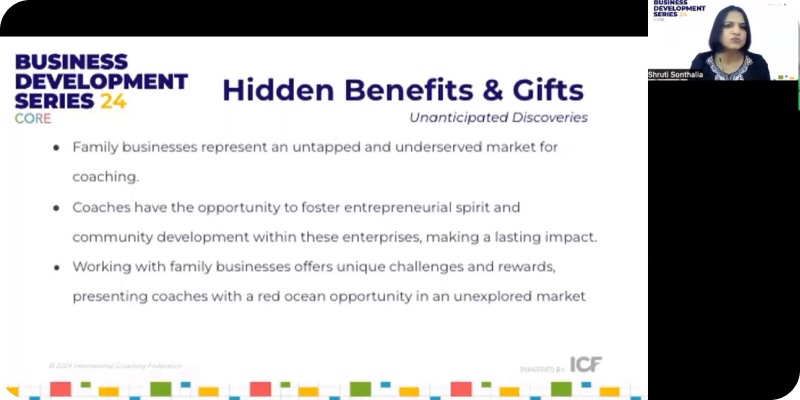 BUSINESS
DEVELOPMENT
SERIES 24
CORE
Hidden Benefits & Gifts
Unanticipated Discoveries
• Family businesses represent an untapped and underserved market for
coaching.
• Coaches have the opportunity to foster entrepreneurial spirit and
community development within these enterprises, making a lasting impact.
• Working with family businesses offers unique challenges and rewards,
presenting coaches with a red ocean opportunity in an unexplored market
© 2024 International Coaching Federation
POWERED BY ICF
BUSINESS
DEVELOPMENT
SERIES 24
Shruti Sonthalia